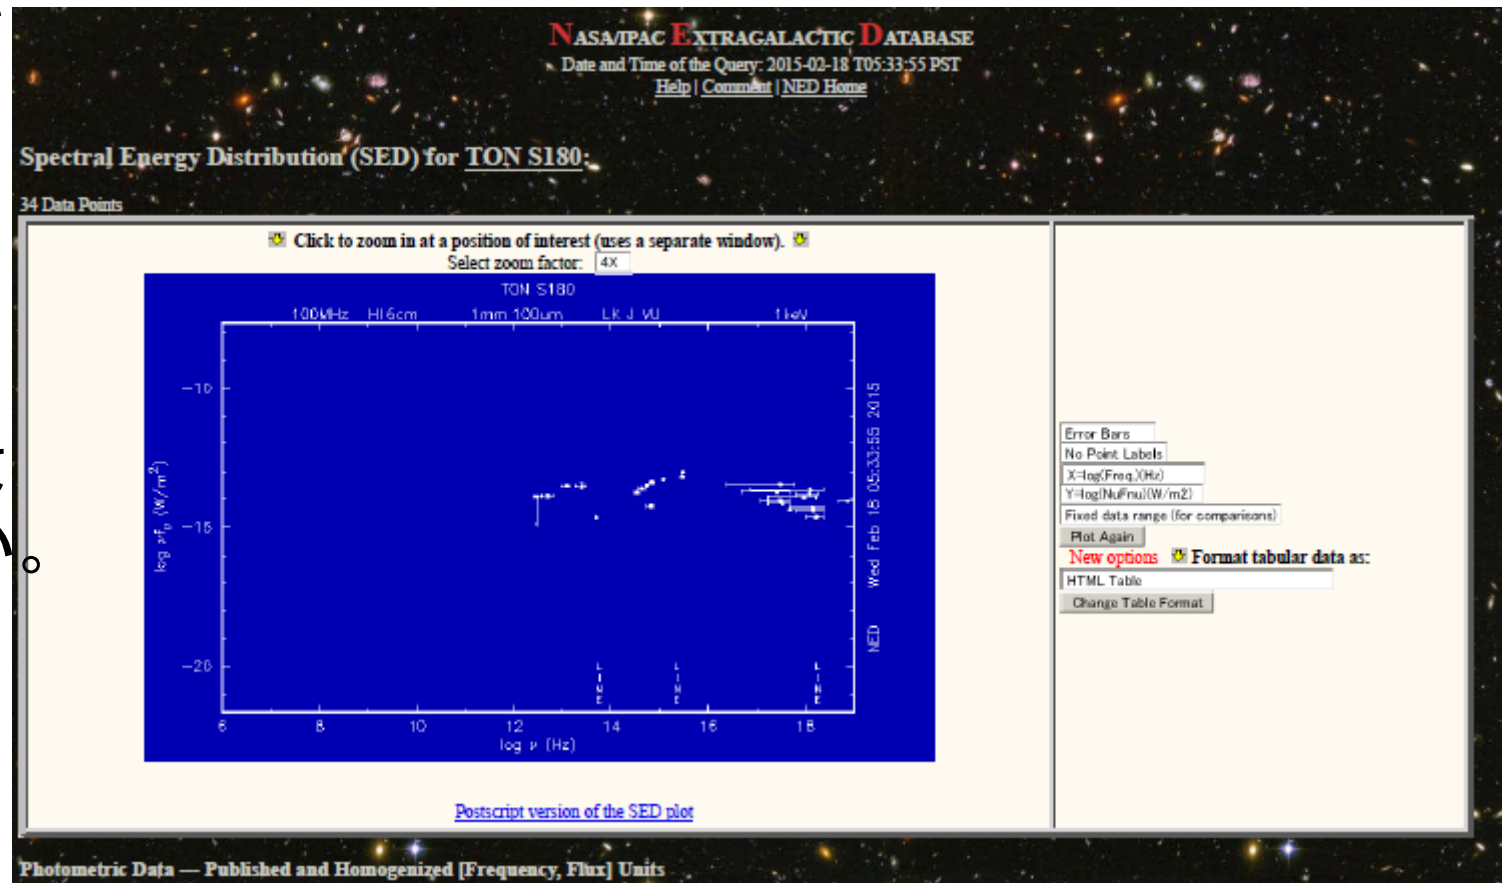 NASA/IPAC EXTRAGALACTIC DATABASE
Date and Time of the Query: 2015-02-18 T05:33:55 PST
Help | Comment | NED Home
Spectral Energy Distribution (SED) for TON S180:
34 Data Points
Click to zoom in at a position of interest (uses a separate window).
Select zoom factor: 4X
TON S180
100MHz HI 6cm 1mm 100um LK J VU 1keV
-10
-15
-20
log νfν (W/m2)
6 8 10 12 14 16 18
log ν (Hz)
LINE LINE LINE
NED Wed Feb 18 05:33:55 2015
Postscript version of the SED plot
Error Bars
No Point Labels
X=log(Freq.)(Hz)
Y=log(NuFnu)(W/m2)
Fixed data range (for comparisons)
Plot Again
New options Format tabular data as:
HTML Table
Change Table Format
Photometric Data — Published and Homogenized [Frequency, Flux] Units